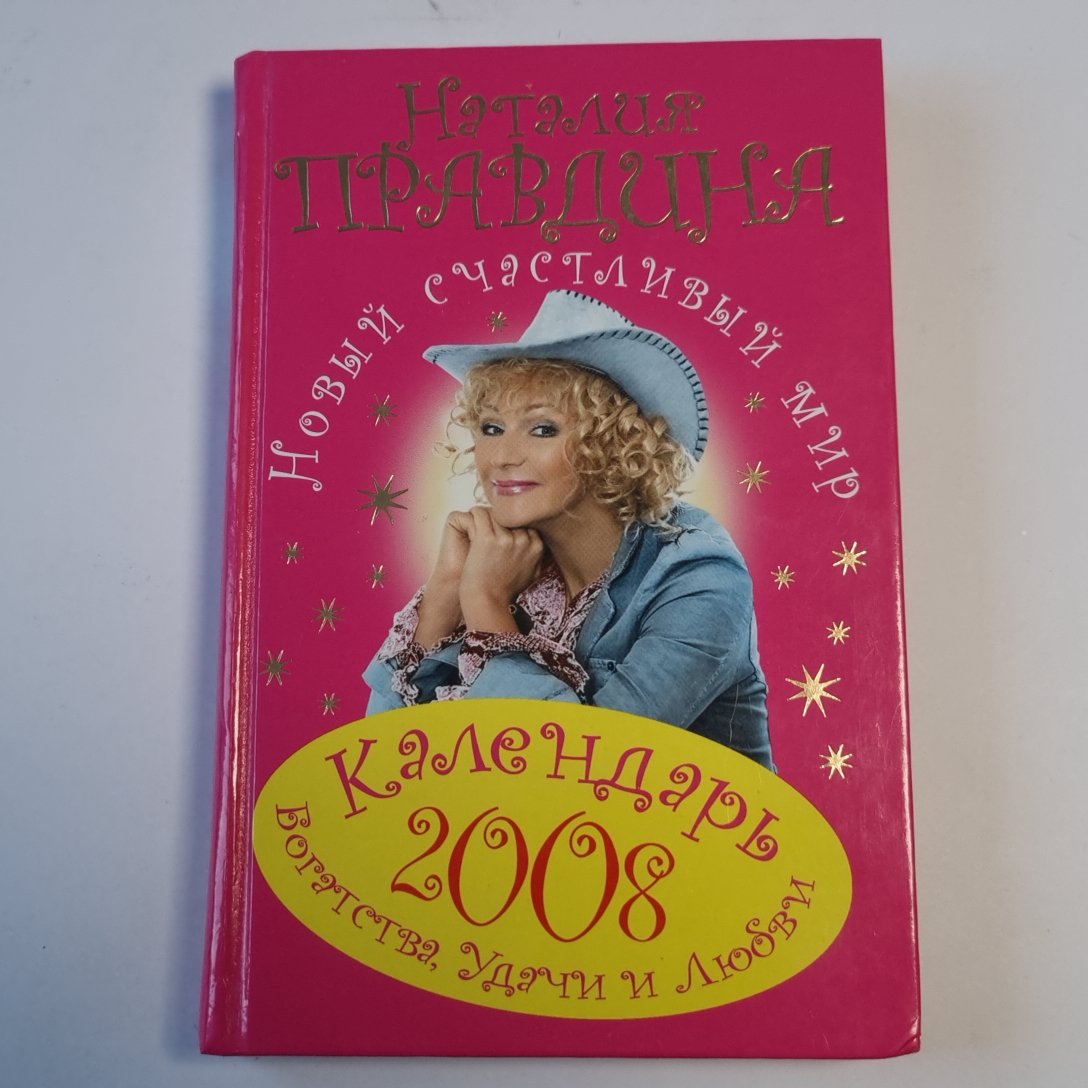 Наталия
ПРАВДИНА
Новый счастливый мир
Календарь
2008
Богатства, Удачи и Любви